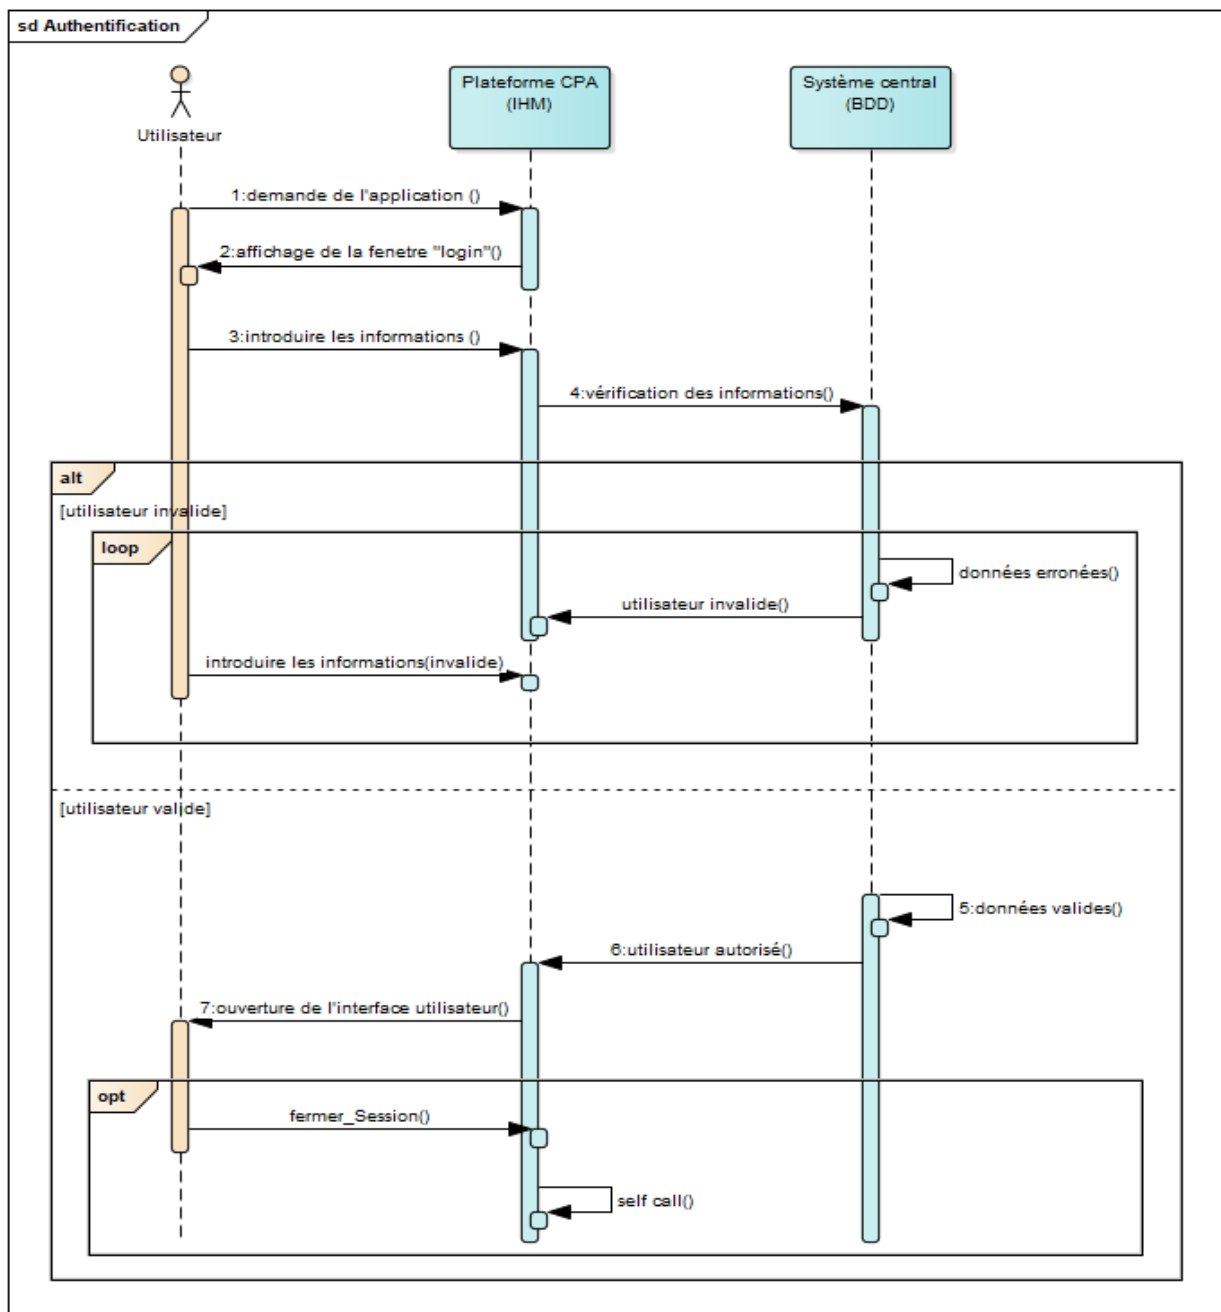 sd Authentification
Plateforme CPA
(IHM)
Système central
(BDD)
Utilisateur
1:demande de l'application ()
2:affichage de la fenetre "login"()
3:introduire les informations ()
4:vérification des informations()
alt
[utilisateur invalide]
loop
données erronées()
utilisateur invalide()
introduire les informations(invalide)
[utilisateur valide]
5:données valides()
6:utilisateur autorisé()
7:ouverture de l'interface utilisateur()
opt
fermer_Session()
self call()